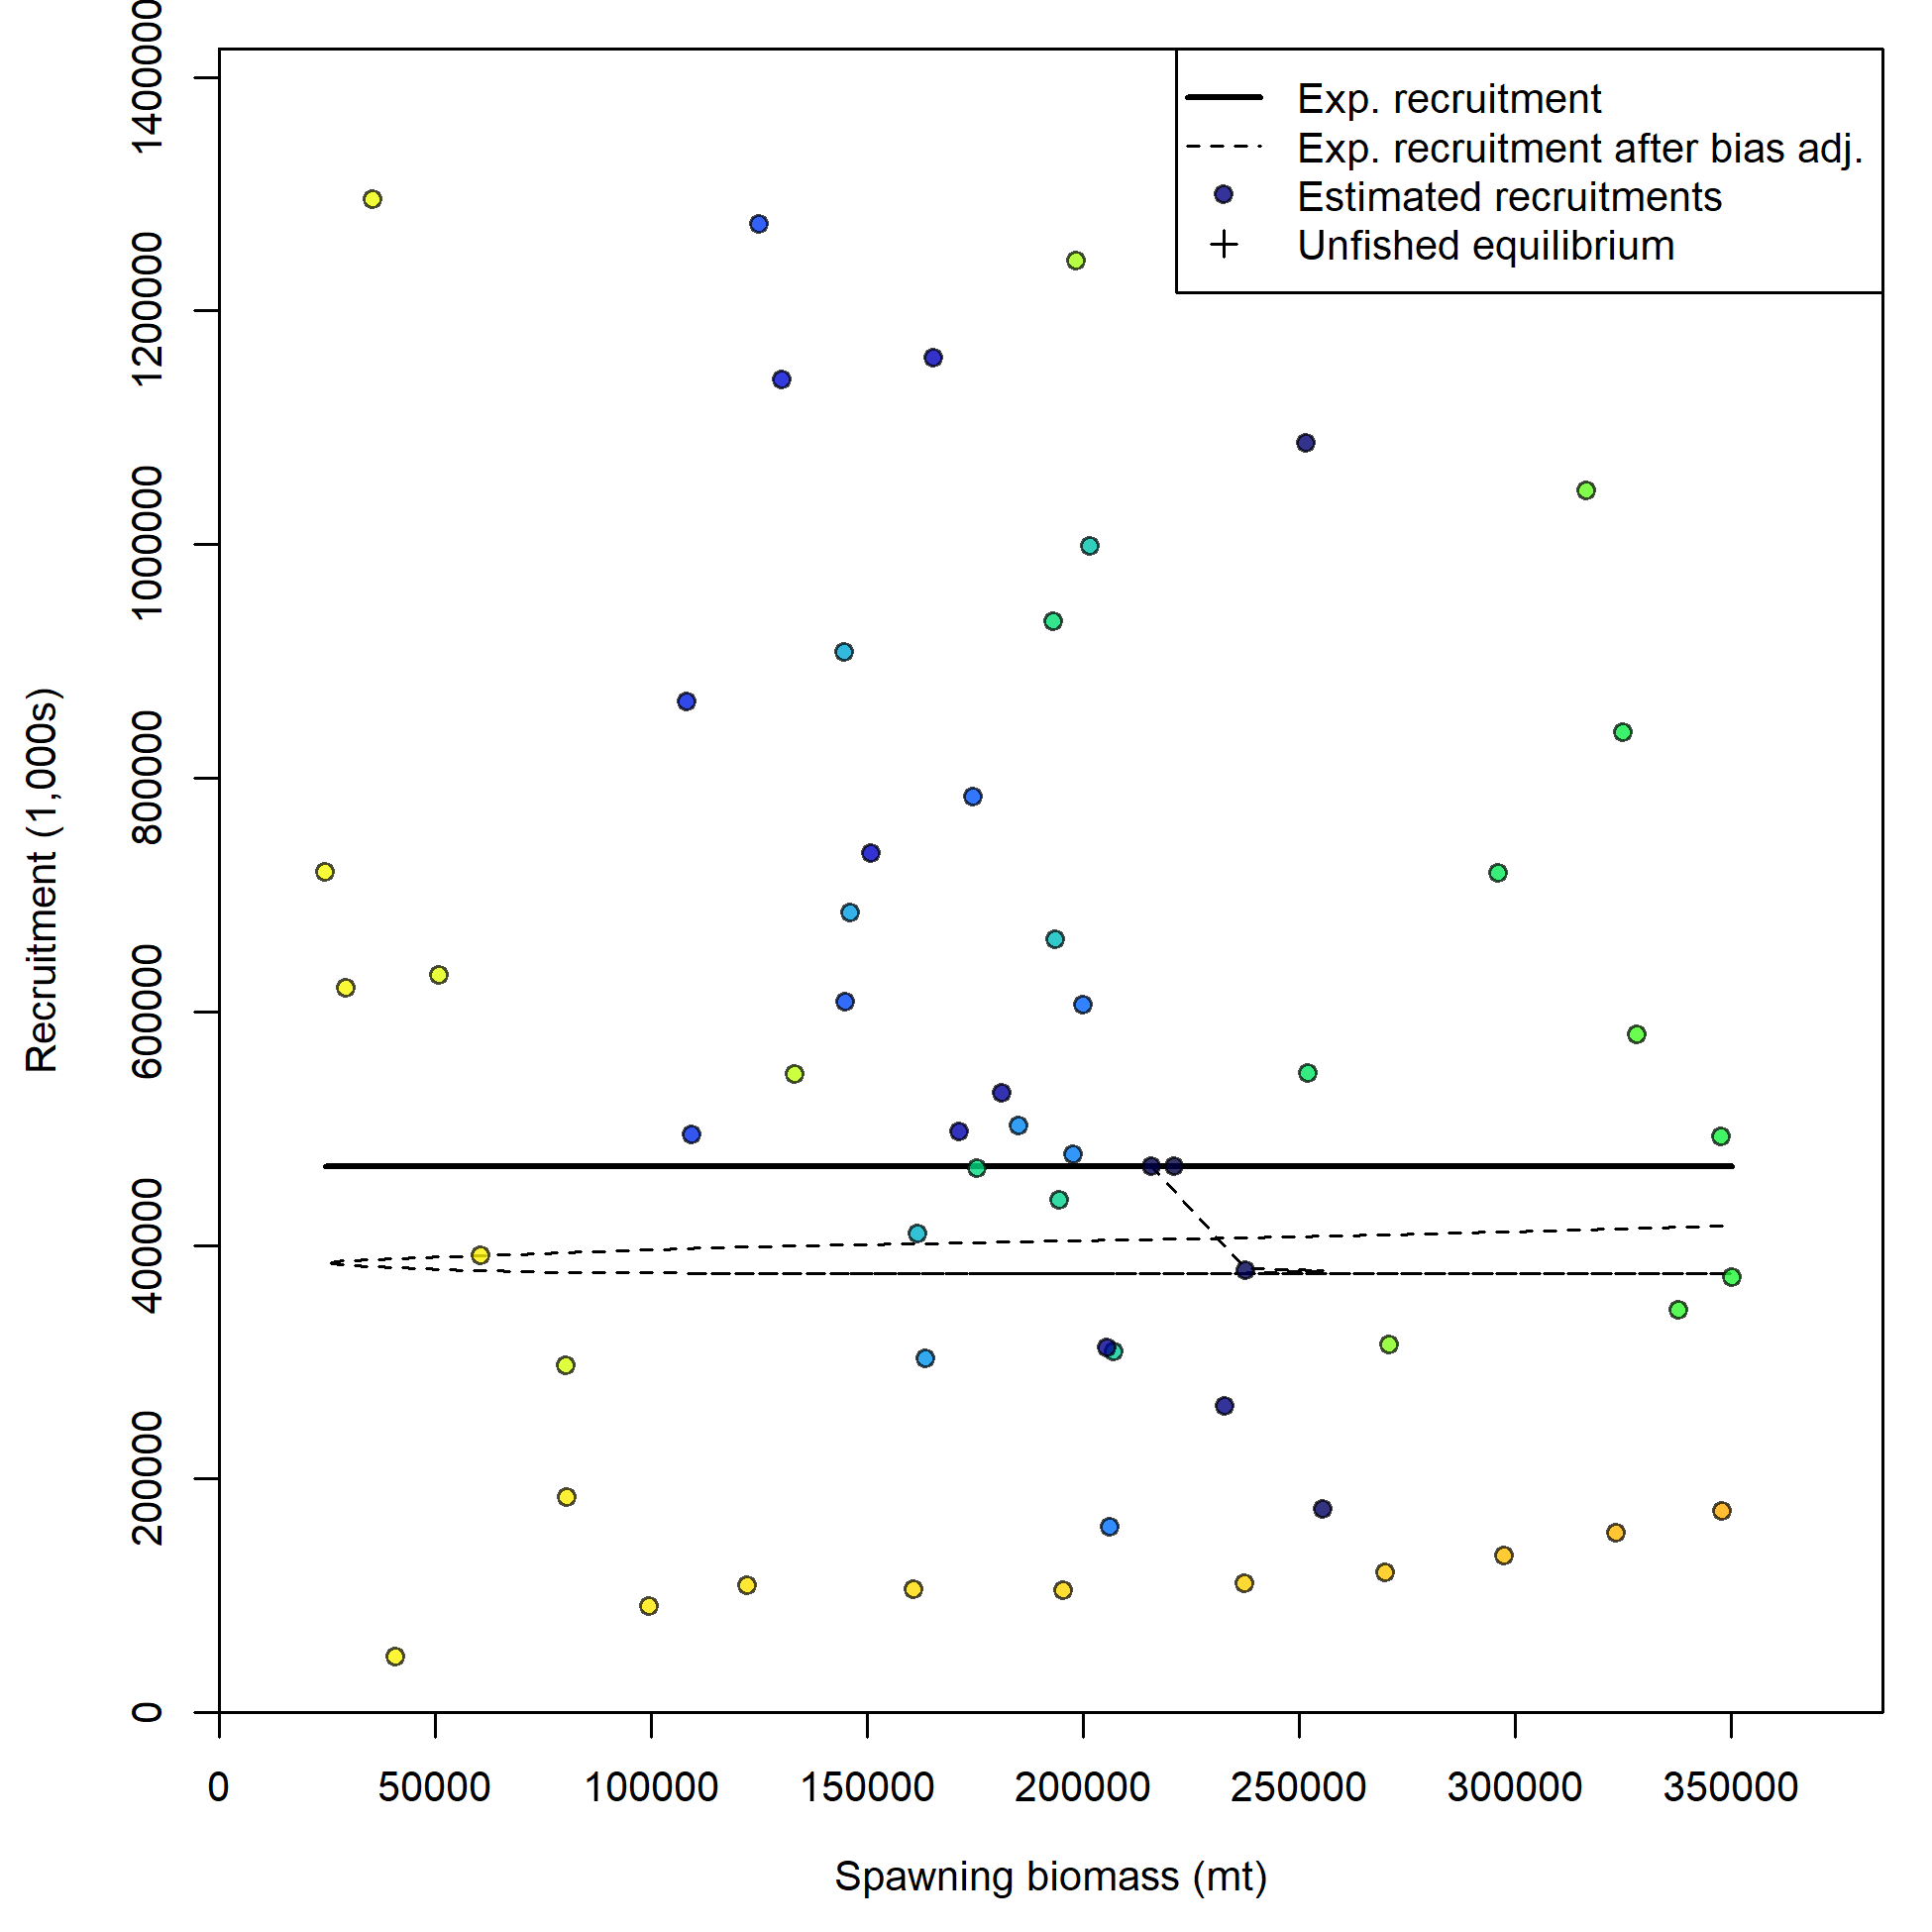 Exp. recruitment
Exp. recruitment after bias adj.
Estimated recruitments
Unfished equilibrium
Recruitment (1,000s)
1400000
1200000
1000000
800000
600000
400000
200000
0
0 50000 100000 150000 200000 250000 300000 350000
Spawning biomass (mt)